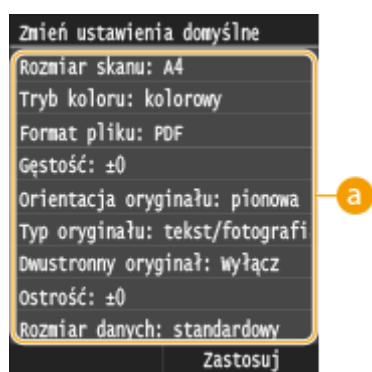 Zmień ustawienia domyślne
Rozmiar skanu: A4
Tryb koloru: kolorowy
Format pliku: PDF
Gęstość: ±0
Orientacja oryginału: pionowa
a
Typ oryginału: tekst/fotografi
Dwustronny oryginał: Wyłącz
Ostrość: ±0
Rozmiar danych: standardowy
Zastosuj